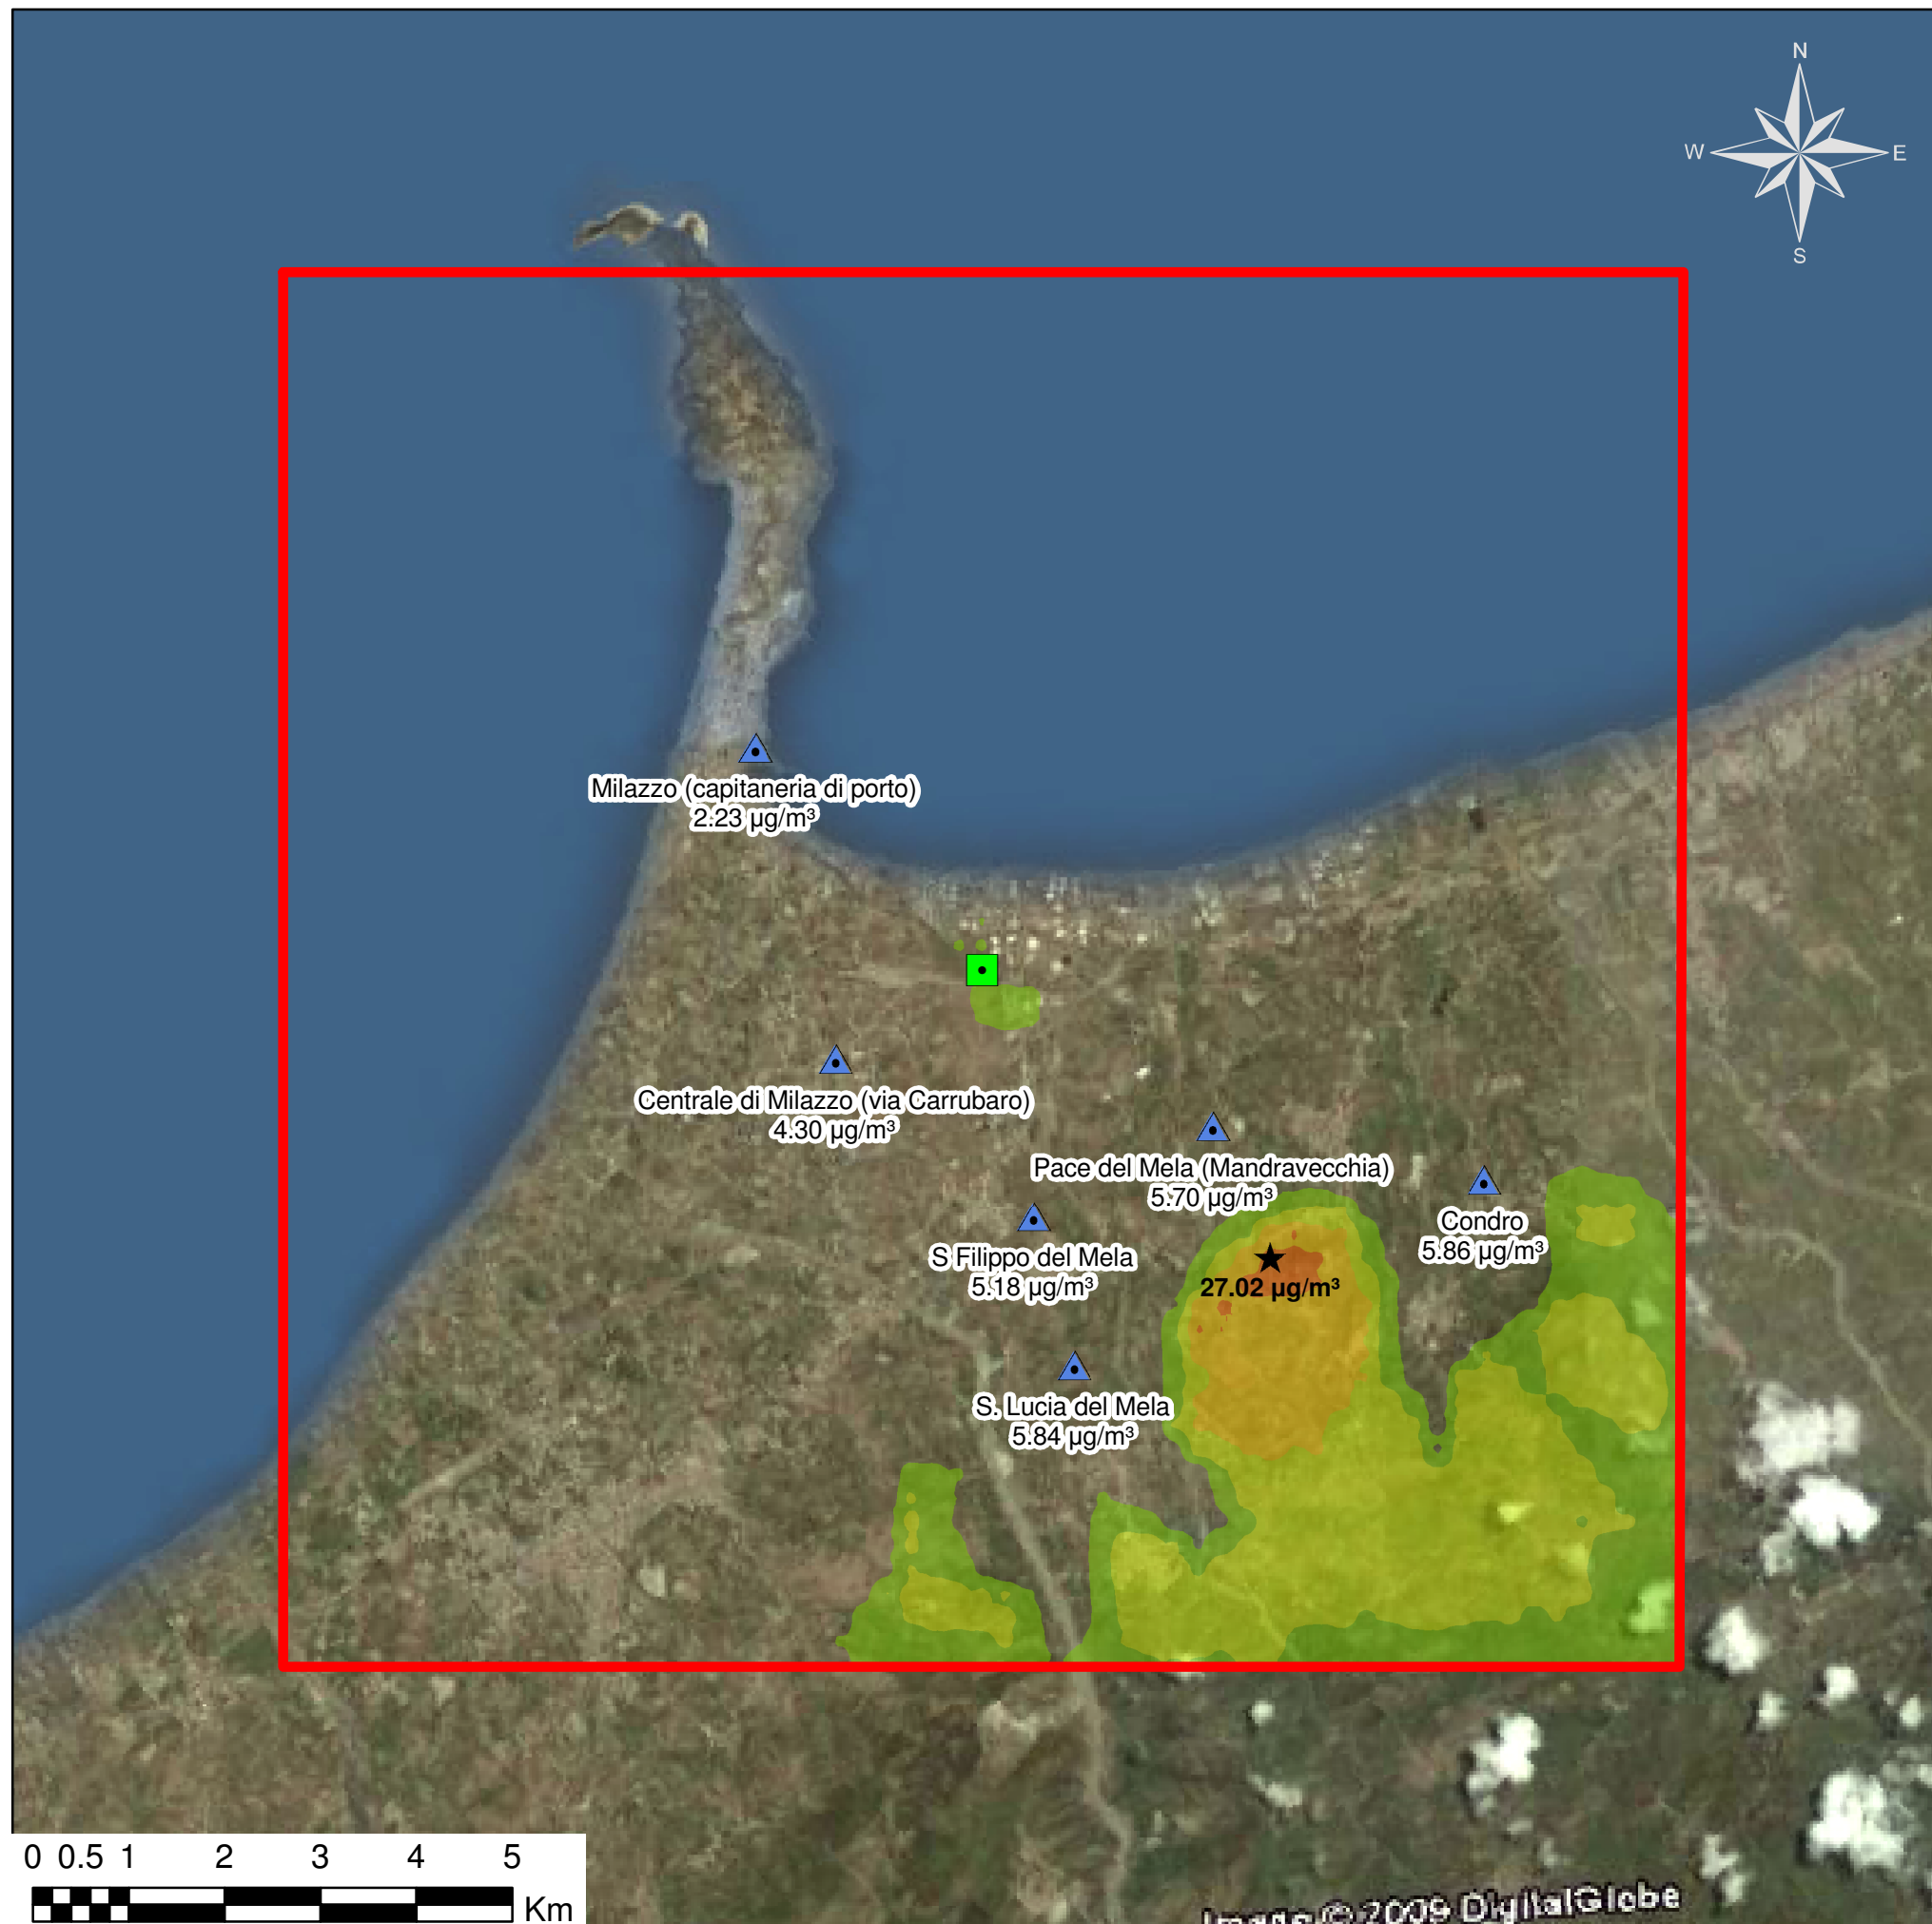 N
W
E
S
Milazzo (capitaneria di porto)
2.23 µg/m³
Centrale di Milazzo (via Carrubaro)
4.30 µg/m³
Pace del Mela (Mandravecchia)
5.70 µg/m³
Condro
5.86 µg/m³
S Filippo del Mela
5.18 µg/m³
27.02 µg/m³
S. Lucia del Mela
5.84 µg/m³
0 0.5 1 2 3 4 5
Km
Image © 2009 DigitalGlobe